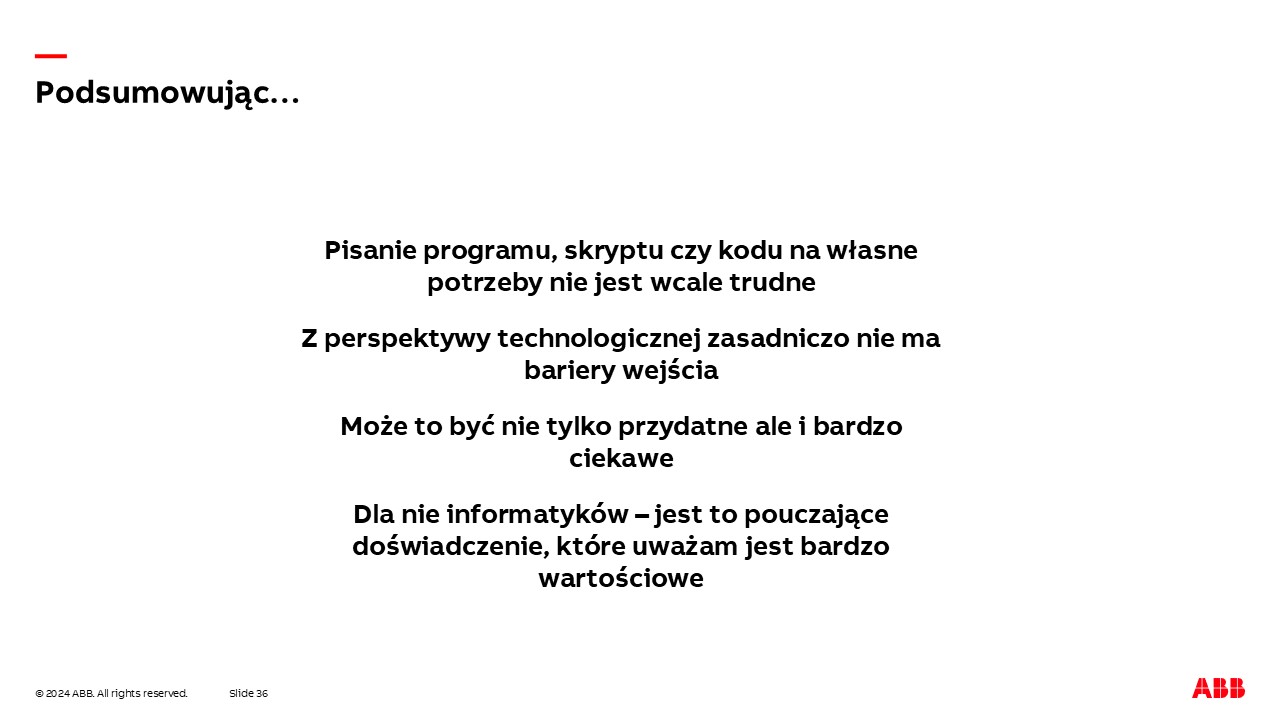 Podsumowując...
Pisanie programu, skryptu czy kodu na własne
potrzeby nie jest wcale trudne
Z perspektywy technologicznej zasadniczo nie ma
bariery wejścia
Może to być nie tylko przydatne ale i bardzo
ciekawe
Dla nie informatyków – jest to pouczające
doświadczenie, które uważam jest bardzo
wartościowe
© 2024 ABB. All rights reserved.
Slide 36
ABB